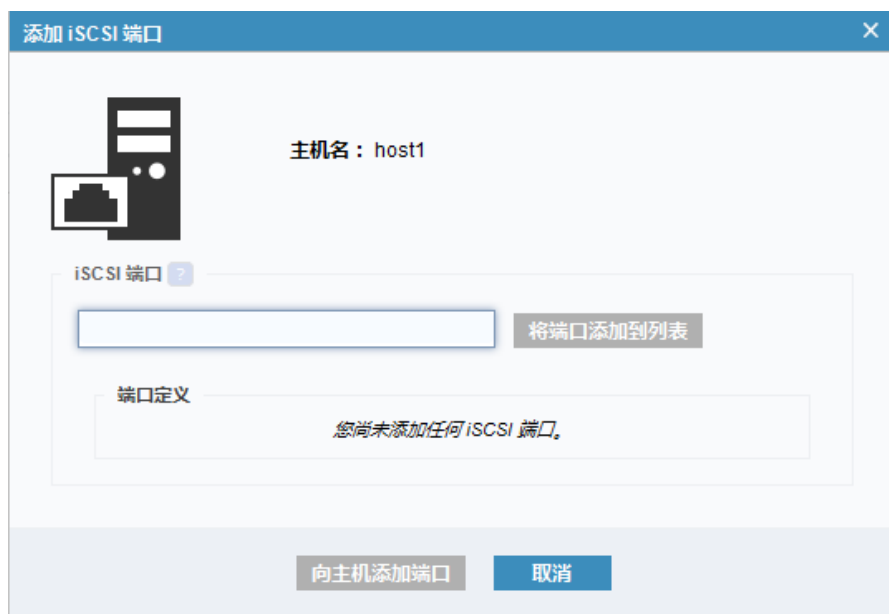 添加 iSCSI 端口
主机名： host1
iSCSI 端口 ?
将端口添加到列表
端口定义
您尚未添加任何 iSCSI 端口。
向主机添加端口 取消